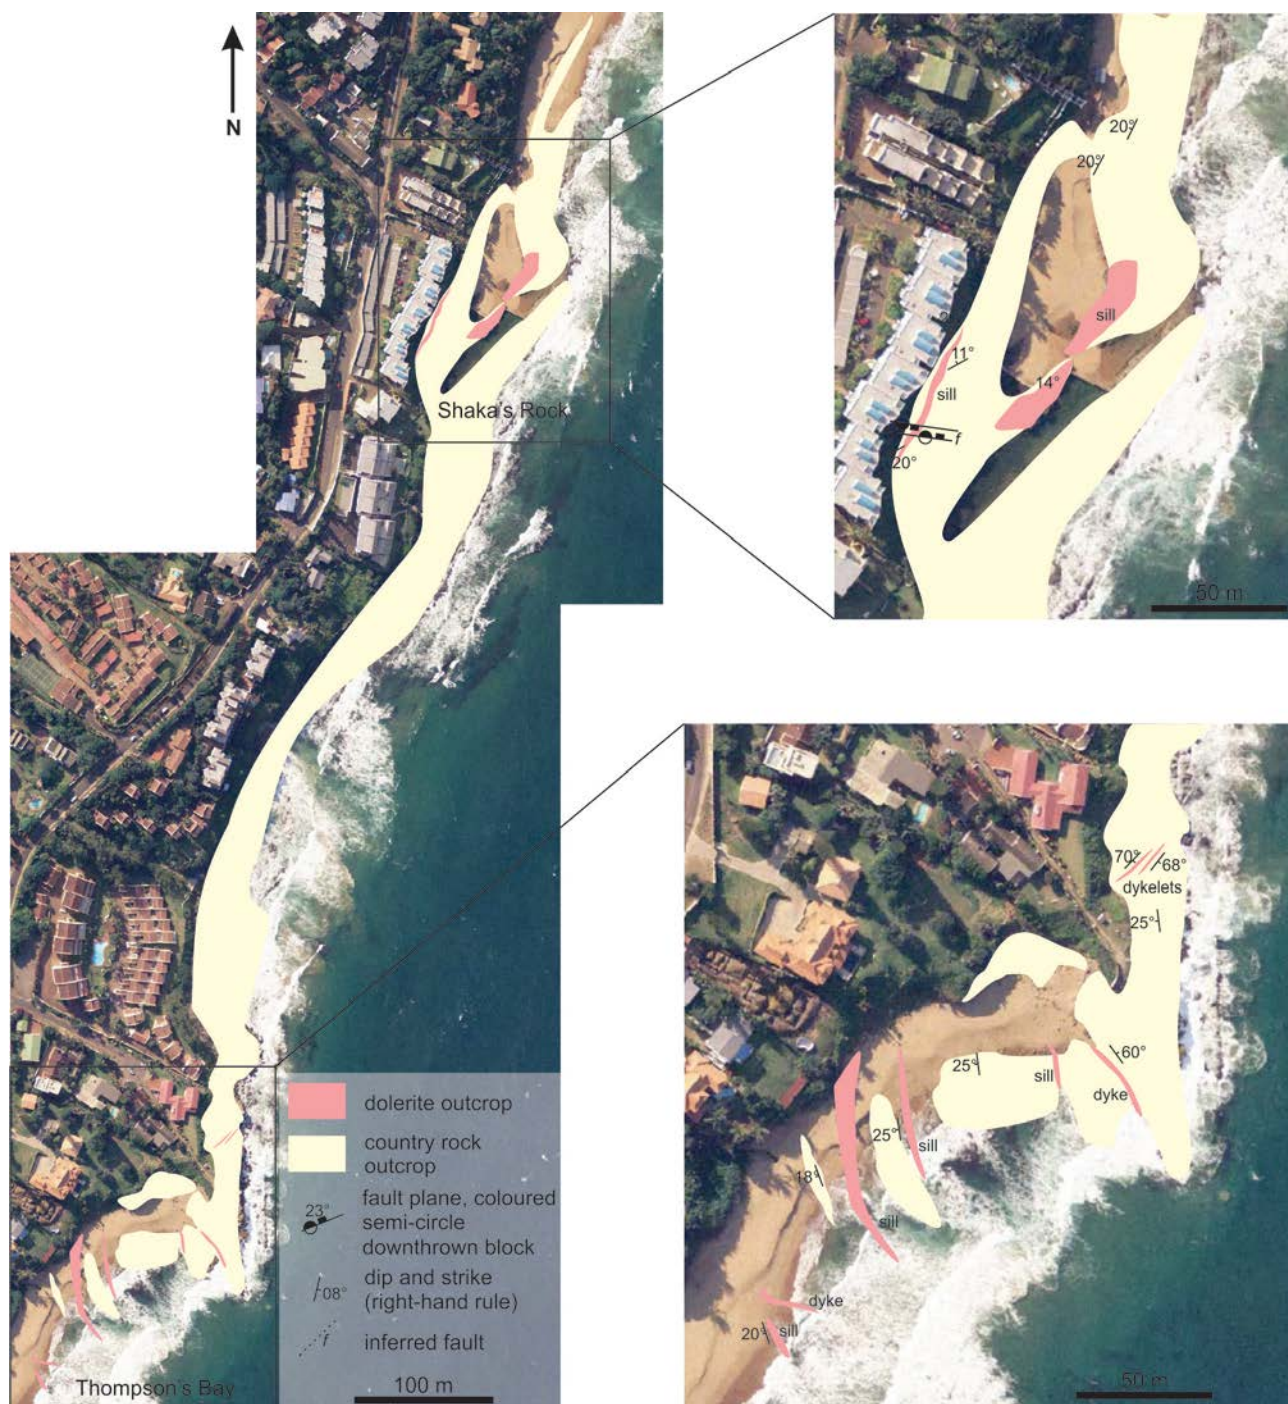 N
Shaka's Rock
dolerite outcrop
country rock
outcrop
23°
fault plane, coloured
semi-circle
downthrown block
08°
dip and strike
(right-hand rule)
f
inferred fault
100 m
Thompson's Bay
20°
20°
sill
11°
14°
sill
f
20°
50 m
70°
68°
dykelets
25°
60°
25°
sill
dyke
25°
sill
18°
sill
dyke
20°
sill
50 m